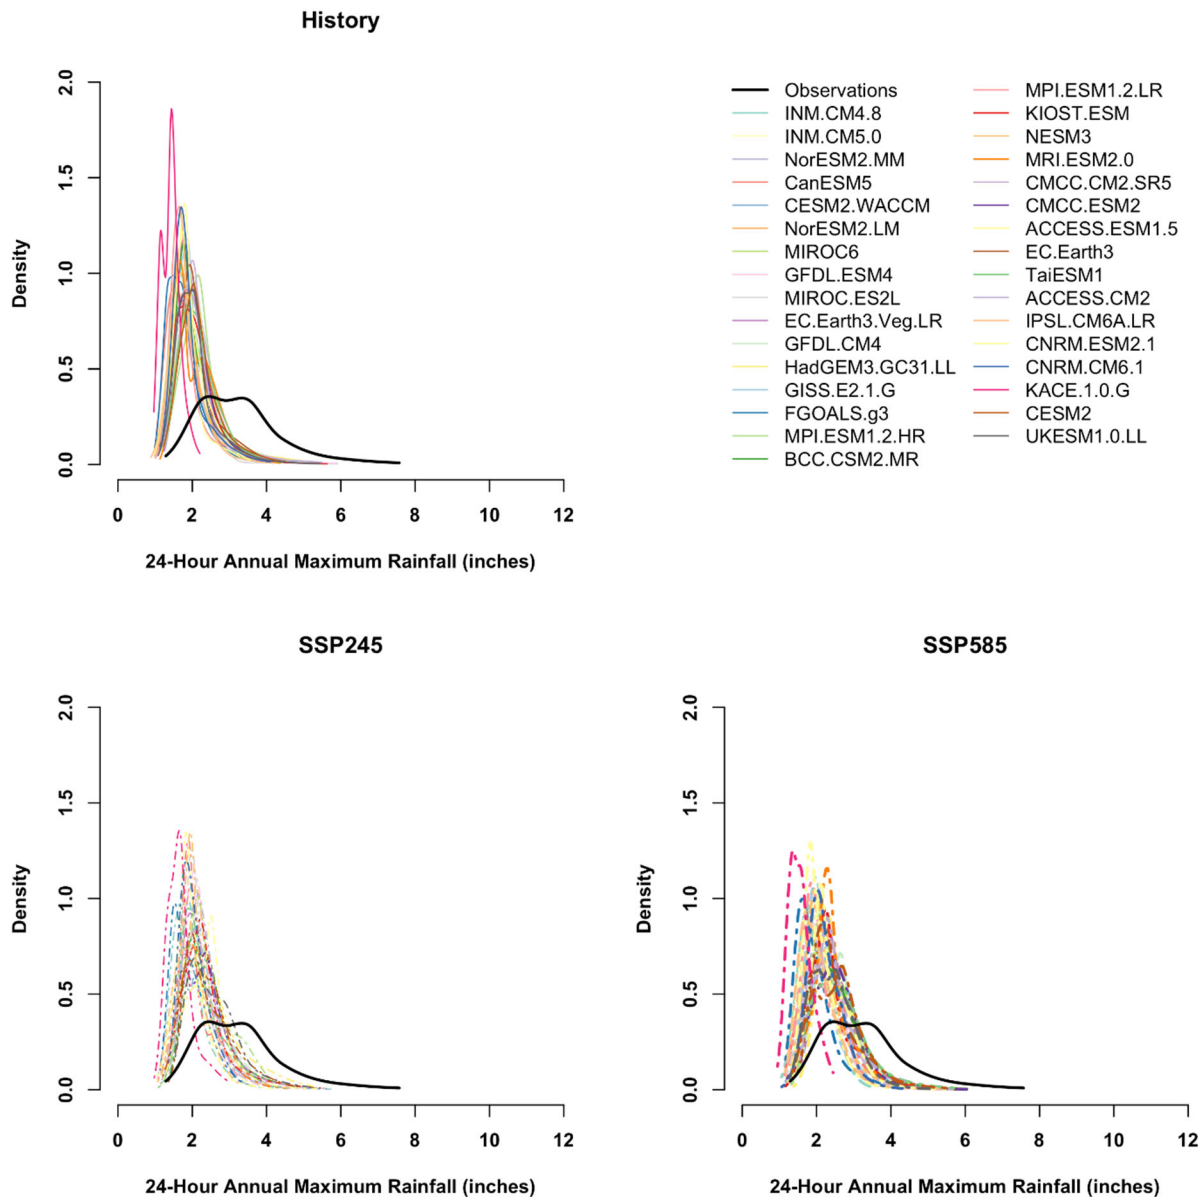 History
Density
0.0 0.5 1.0 1.5 2.0
0 2 4 6 8 10 12
24-Hour Annual Maximum Rainfall (inches)
Observations
INM.CM4.8
INM.CM5.0
NorESM2.MM
CanESM5
CESM2.WACCM
NorESM2.LM
MIROC6
GFDL.ESM4
MIROC.ES2L
EC.Earth3.Veg.LR
GFDL.CM4
HadGEM3.GC31.LL
GISS.E2.1.G
FGOALS.g3
MPI.ESM1.2.HR
BCC.CSM2.MR
MPI.ESM1.2.LR
KIOST.ESM
NESM3
MRI.ESM2.0
CMCC.CM2.SR5
CMCC.ESM2
ACCESS.ESM1.5
EC.Earth3
TaiESM1
ACCESS.CM2
IPSL.CM6A.LR
CNRM.ESM2.1
CNRM.CM6.1
KACE.1.0.G
CESM2
UKESM1.0.LL
SSP245
Density
0.0 0.5 1.0 1.5 2.0
0 2 4 6 8 10 12
24-Hour Annual Maximum Rainfall (inches)
SSP585
Density
0.0 0.5 1.0 1.5 2.0
0 2 4 6 8 10 12
24-Hour Annual Maximum Rainfall (inches)